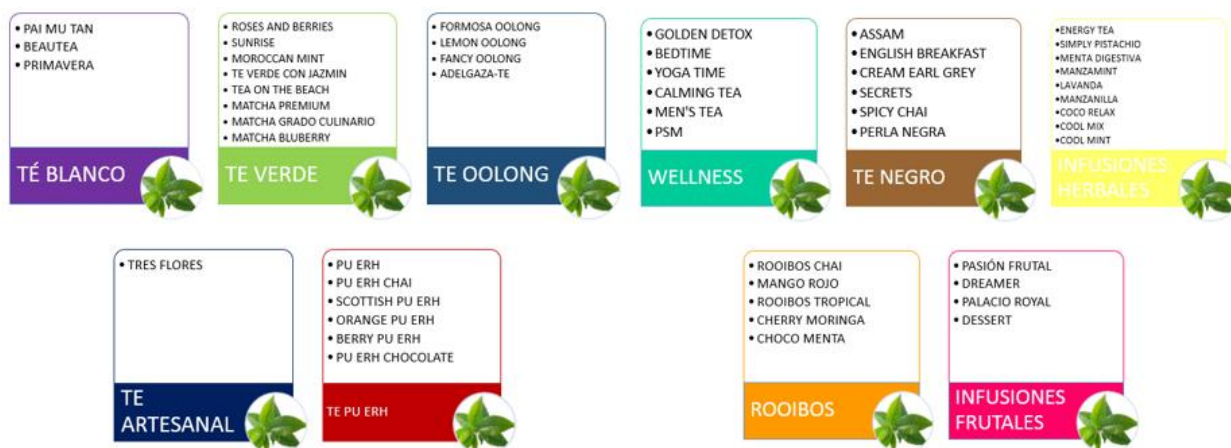 • PAI MU TAN
• BEAUTEA
• PRIMAVERA
TÉ BLANCO
• ROSES AND BERRIES
• SUNRISE
• MOROCCAN MINT
• TE VERDE CON JAZMIN
• TEA ON THE BEACH
• MATCHA PREMIUM
• MATCHA GRADO CULINARIO
• MATCHA BLUBERRY
TE VERDE
• FORMOSA OOLONG
• LEMON OOLONG
• FANCY OOLONG
• ADELGAZA-TE
TE OOLONG
• GOLDEN DETOX
• BEDTIME
• YOGA TIME
• CALMING TEA
• MEN'S TEA
• PSM
WELLNESS
• ASSAM
• ENGLISH BREAKFAST
• CREAM EARL GREY
• SECRETS
• SPICY CHAI
• PERLA NEGRA
TE NEGRO
•ENERGY TEA
•SIMPLY PISTACHIO
•MENTA DIGESTIVA
•MANZAMINT
•LAVANDA
•MANZANILLA
•COCO RELAX
•COOL MIX
•COOL MINT
INFUSIONES
HERBALES
• TRES FLORES
TE
ARTESANAL
• PU ERH
• PU ERH CHAI
• SCOTTISH PU ERH
• ORANGE PU ERH
• BERRY PU ERH
• PU ERH CHOCOLATE
TE PU ERH
• ROOIBOS CHAI
• MANGO ROJO
• ROOIBOS TROPICAL
• CHERRY MORINGA
• CHOCO MENTA
ROOIBOS
• PASIÓN FRUTAL
• DREAMER
• PALACIO ROYAL
• DESSERT
INFUSIONES
FRUTALES